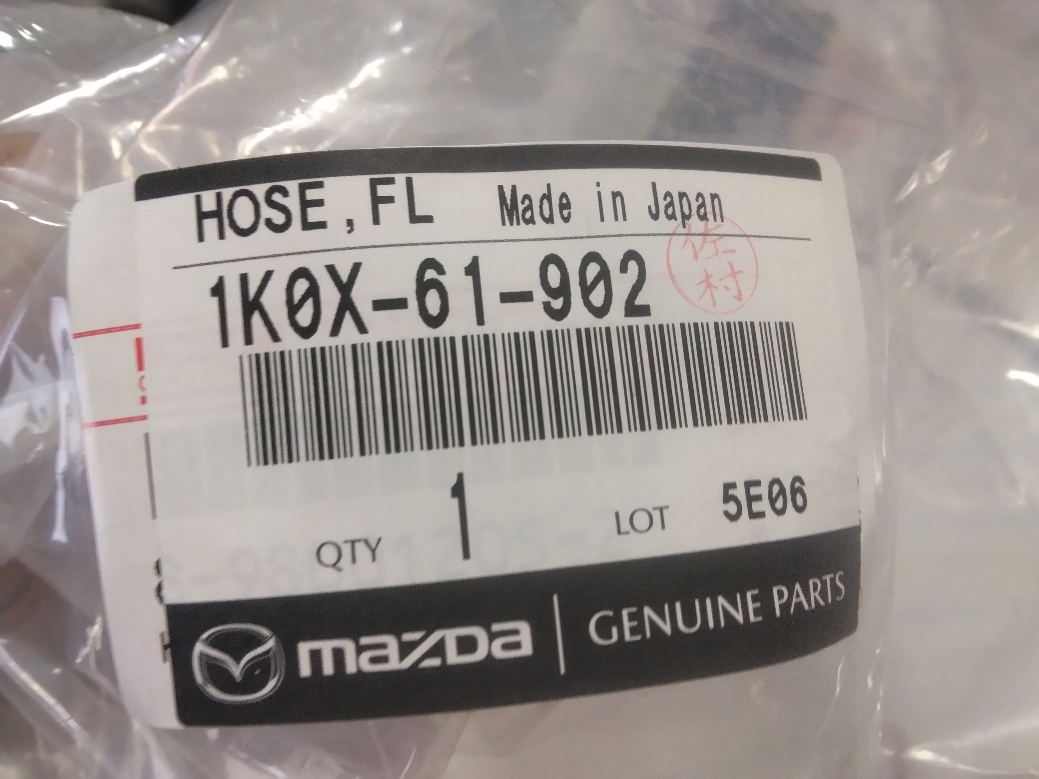 HOSE,FL Made in Japan
1K0X-61-902
佐村
QTY 1 LOT 5E06
mazda | GENUINE PARTS